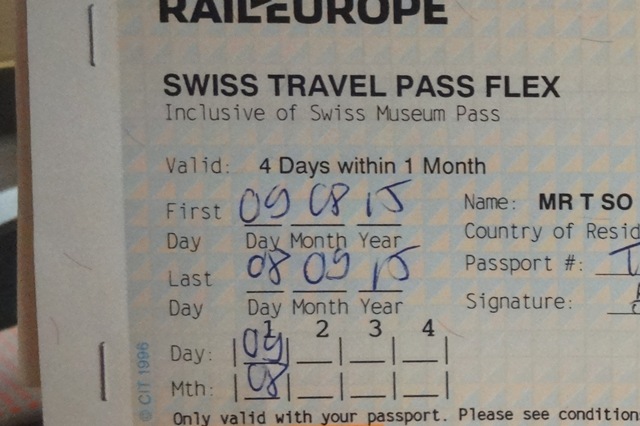 RAILEUROPE
SWISS TRAVEL PASS FLEX
Inclusive of Swiss Museum Pass
Valid: 4 Days within 1 Month
First 09 08 15 Name: MR T SO
Day Day Month Year Country of Resid
Last 08 09 15 Passport #: T
Day Day Month Year Signature:
1 2 3 4
Day: 09
Mth: 08
© CIT 1996
Only valid with your passport. Please see condition